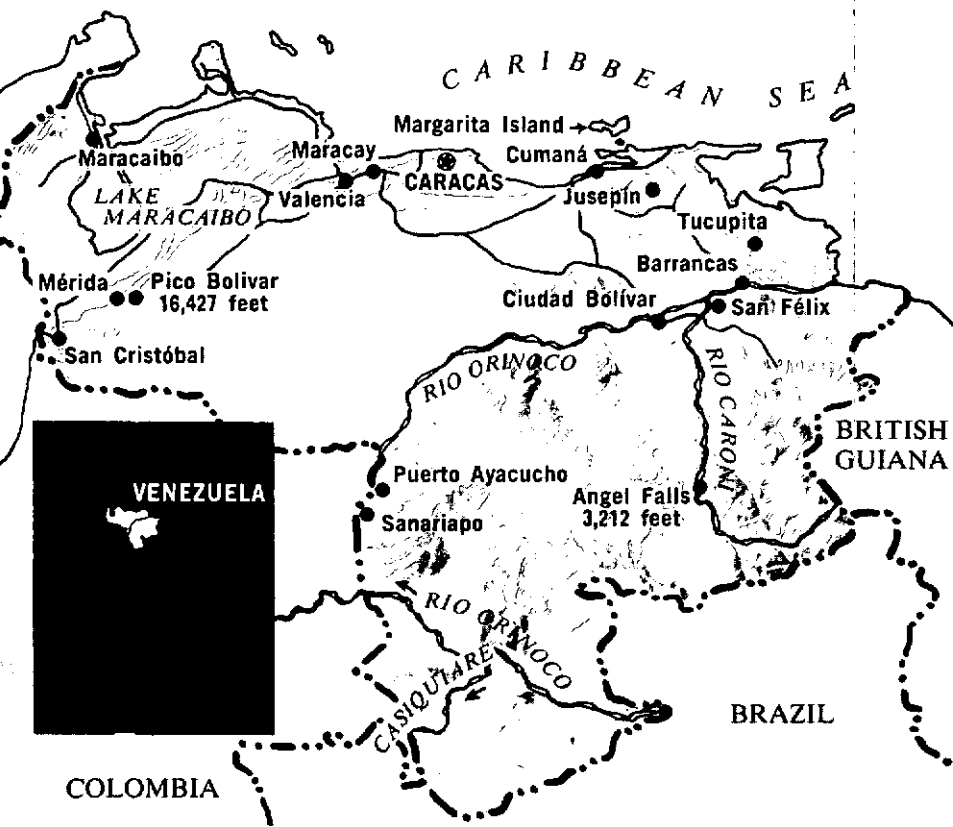 CARIBBEAN SEA
Margarita Island
Cumaná
Maracaibo
Maracay
CARACAS
Valencia
Jusepín
LAKE
MARACAIBO
Tucupita
Barrancas
Mérida
Pico Bolivar
16,427 feet
Ciudad Bolívar
San Félix
San Cristóbal
RIO ORINOCO
RIO CARONI
BRITISH
GUIANA
VENEZUELA
Puerto Ayacucho
Angel Falls
3,212 feet
Sanariapo
RIO ORINOCO
CASIQUIARE
BRAZIL
COLOMBIA